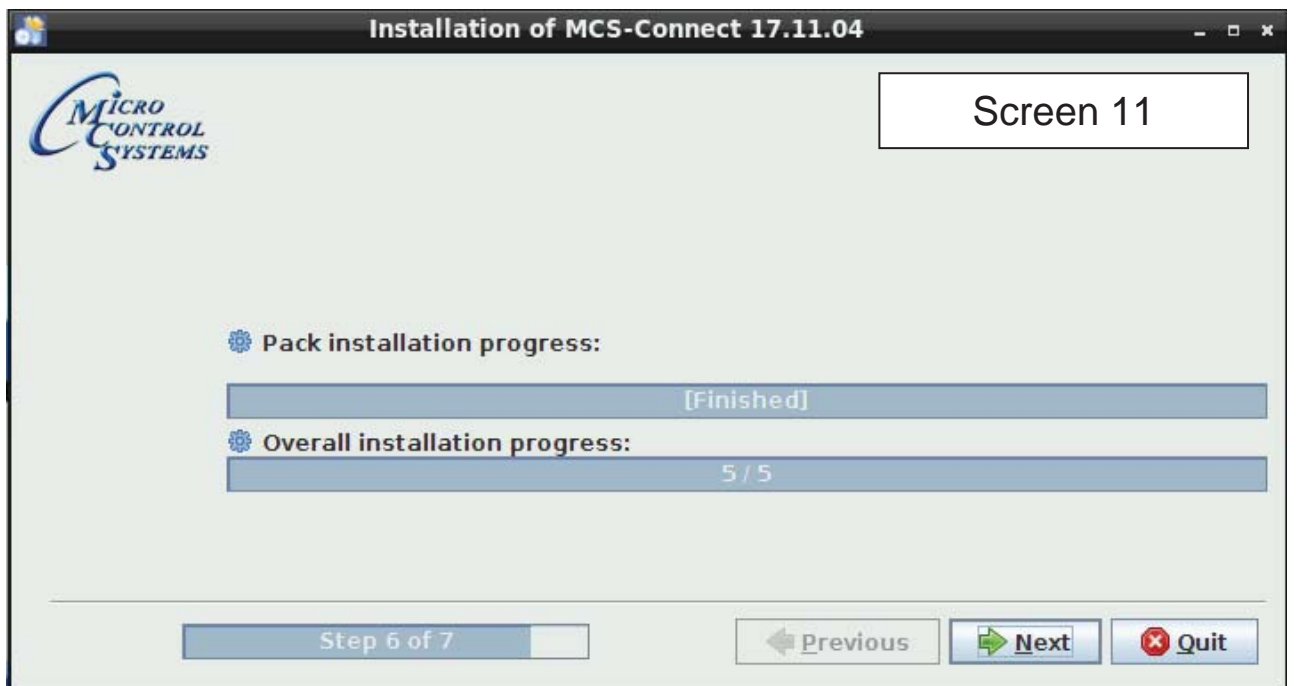 Installation of MCS-Connect 17.11.04
MICRO
CONTROL
SYSTEMS
Screen 11
Pack installation progress:
[Finished]
Overall installation progress:
5 / 5
Step 6 of 7
Previous
Next
Quit